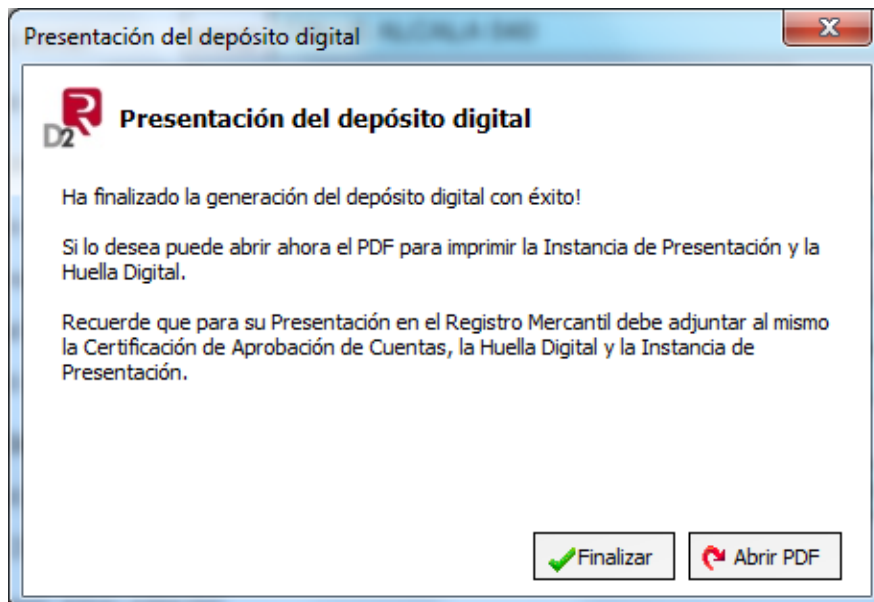 Presentación del depósito digital
D2R
Presentación del depósito digital
Ha finalizado la generación del depósito digital con éxito!
Si lo desea puede abrir ahora el PDF para imprimir la Instancia de Presentación y la
Huella Digital.
Recuerde que para su Presentación en el Registro Mercantil debe adjuntar al mismo
la Certificación de Aprobación de Cuentas, la Huella Digital y la Instancia de
Presentación.
Finalizar
Abrir PDF